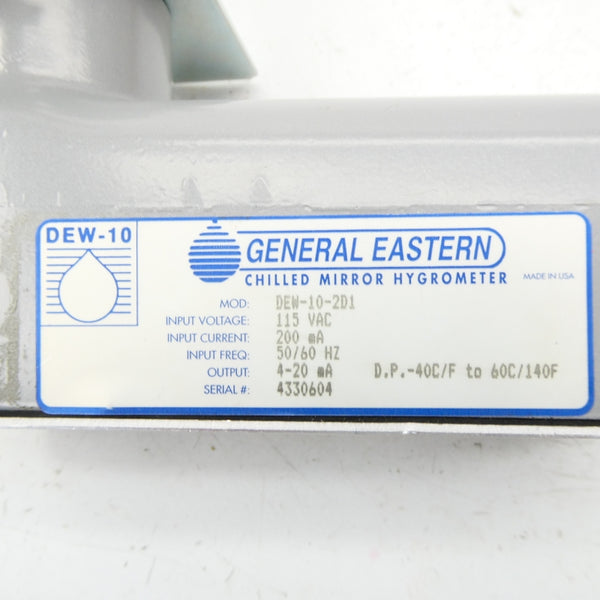 DEW-10
GENERAL EASTERN
CHILLED MIRROR HYGROMETER
MADE IN USA
MOD: DEW-10-2D1
INPUT VOLTAGE: 115 VAC
INPUT CURRENT: 200 mA
INPUT FREQ: 50/60 HZ
OUTPUT: 4-20 mA D.P.-40C/F to 60C/140F
SERIAL #: 4330604